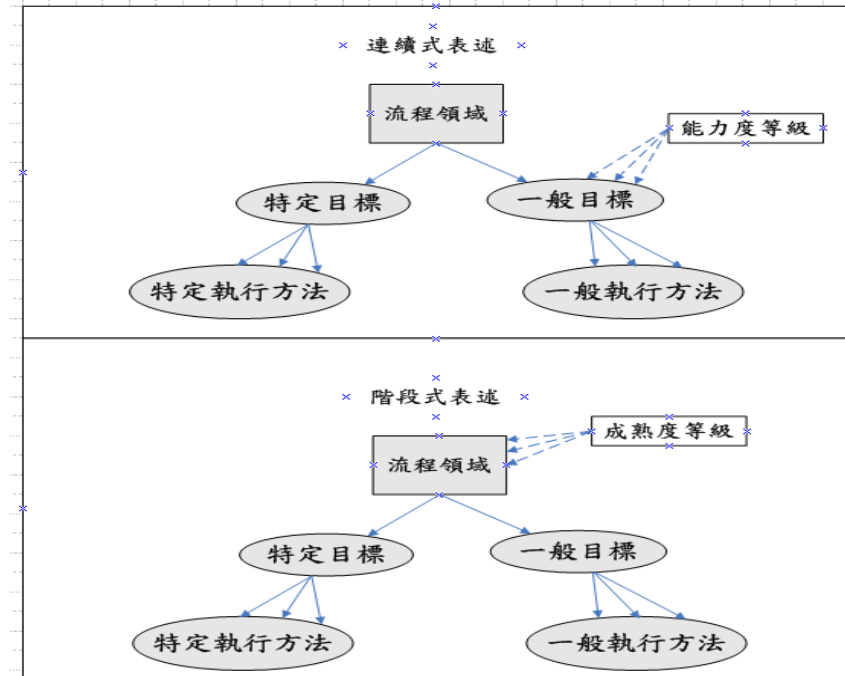 連續式表述
流程領域
能力度等級
特定目標
一般目標
特定執行方法
一般執行方法
階段式表述
成熟度等級
流程領域
特定目標
一般目標
特定執行方法
一般執行方法